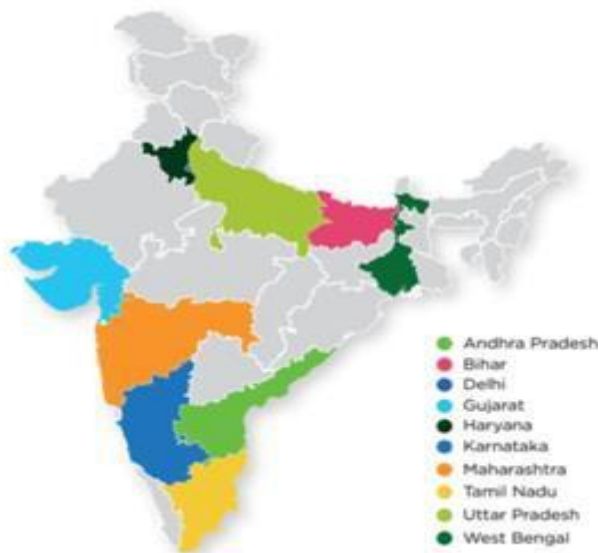 Andhra Pradesh
Bihar
Delhi
Gujarat
Haryana
Karnataka
Maharashtra
Tamil Nadu
Uttar Pradesh
West Bengal